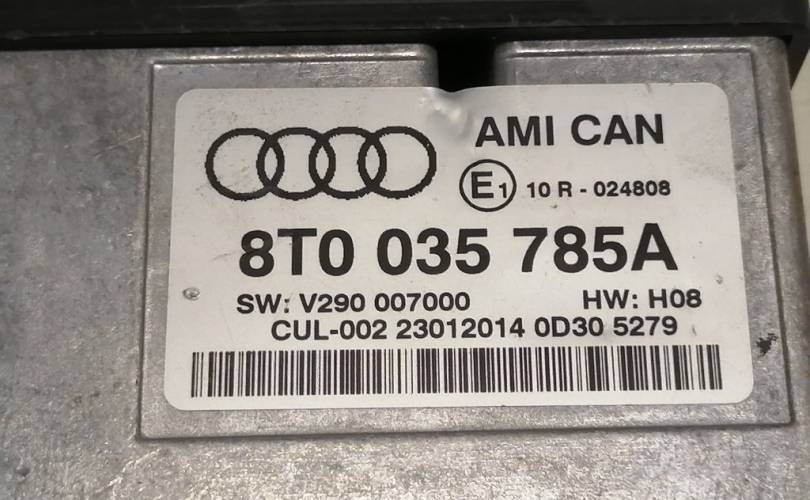 AMI CAN
E1 10 R - 024808
8T0 035 785A
SW: V290 007000 HW: H08
CUL-002 23012014 0D30 5279